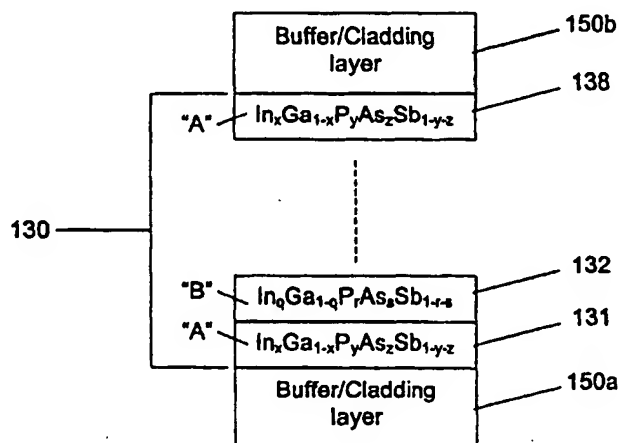 150b
Buffer/Cladding
layer
138
"A"
InxGa1-xPyAszSb1-y-z
130
132
"B"
InqGa1-qPrAssSb1-r-s
131
"A"
InxGa1-xPyAszSb1-y-z
150a
Buffer/Cladding
layer